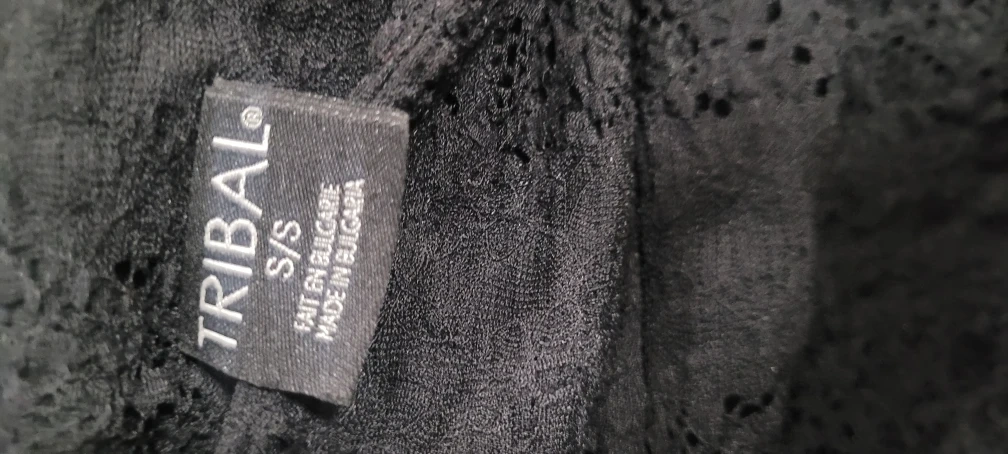 TRIBAL®
S/S
FAIT EN BULGARIE
MADE IN BULGARIA